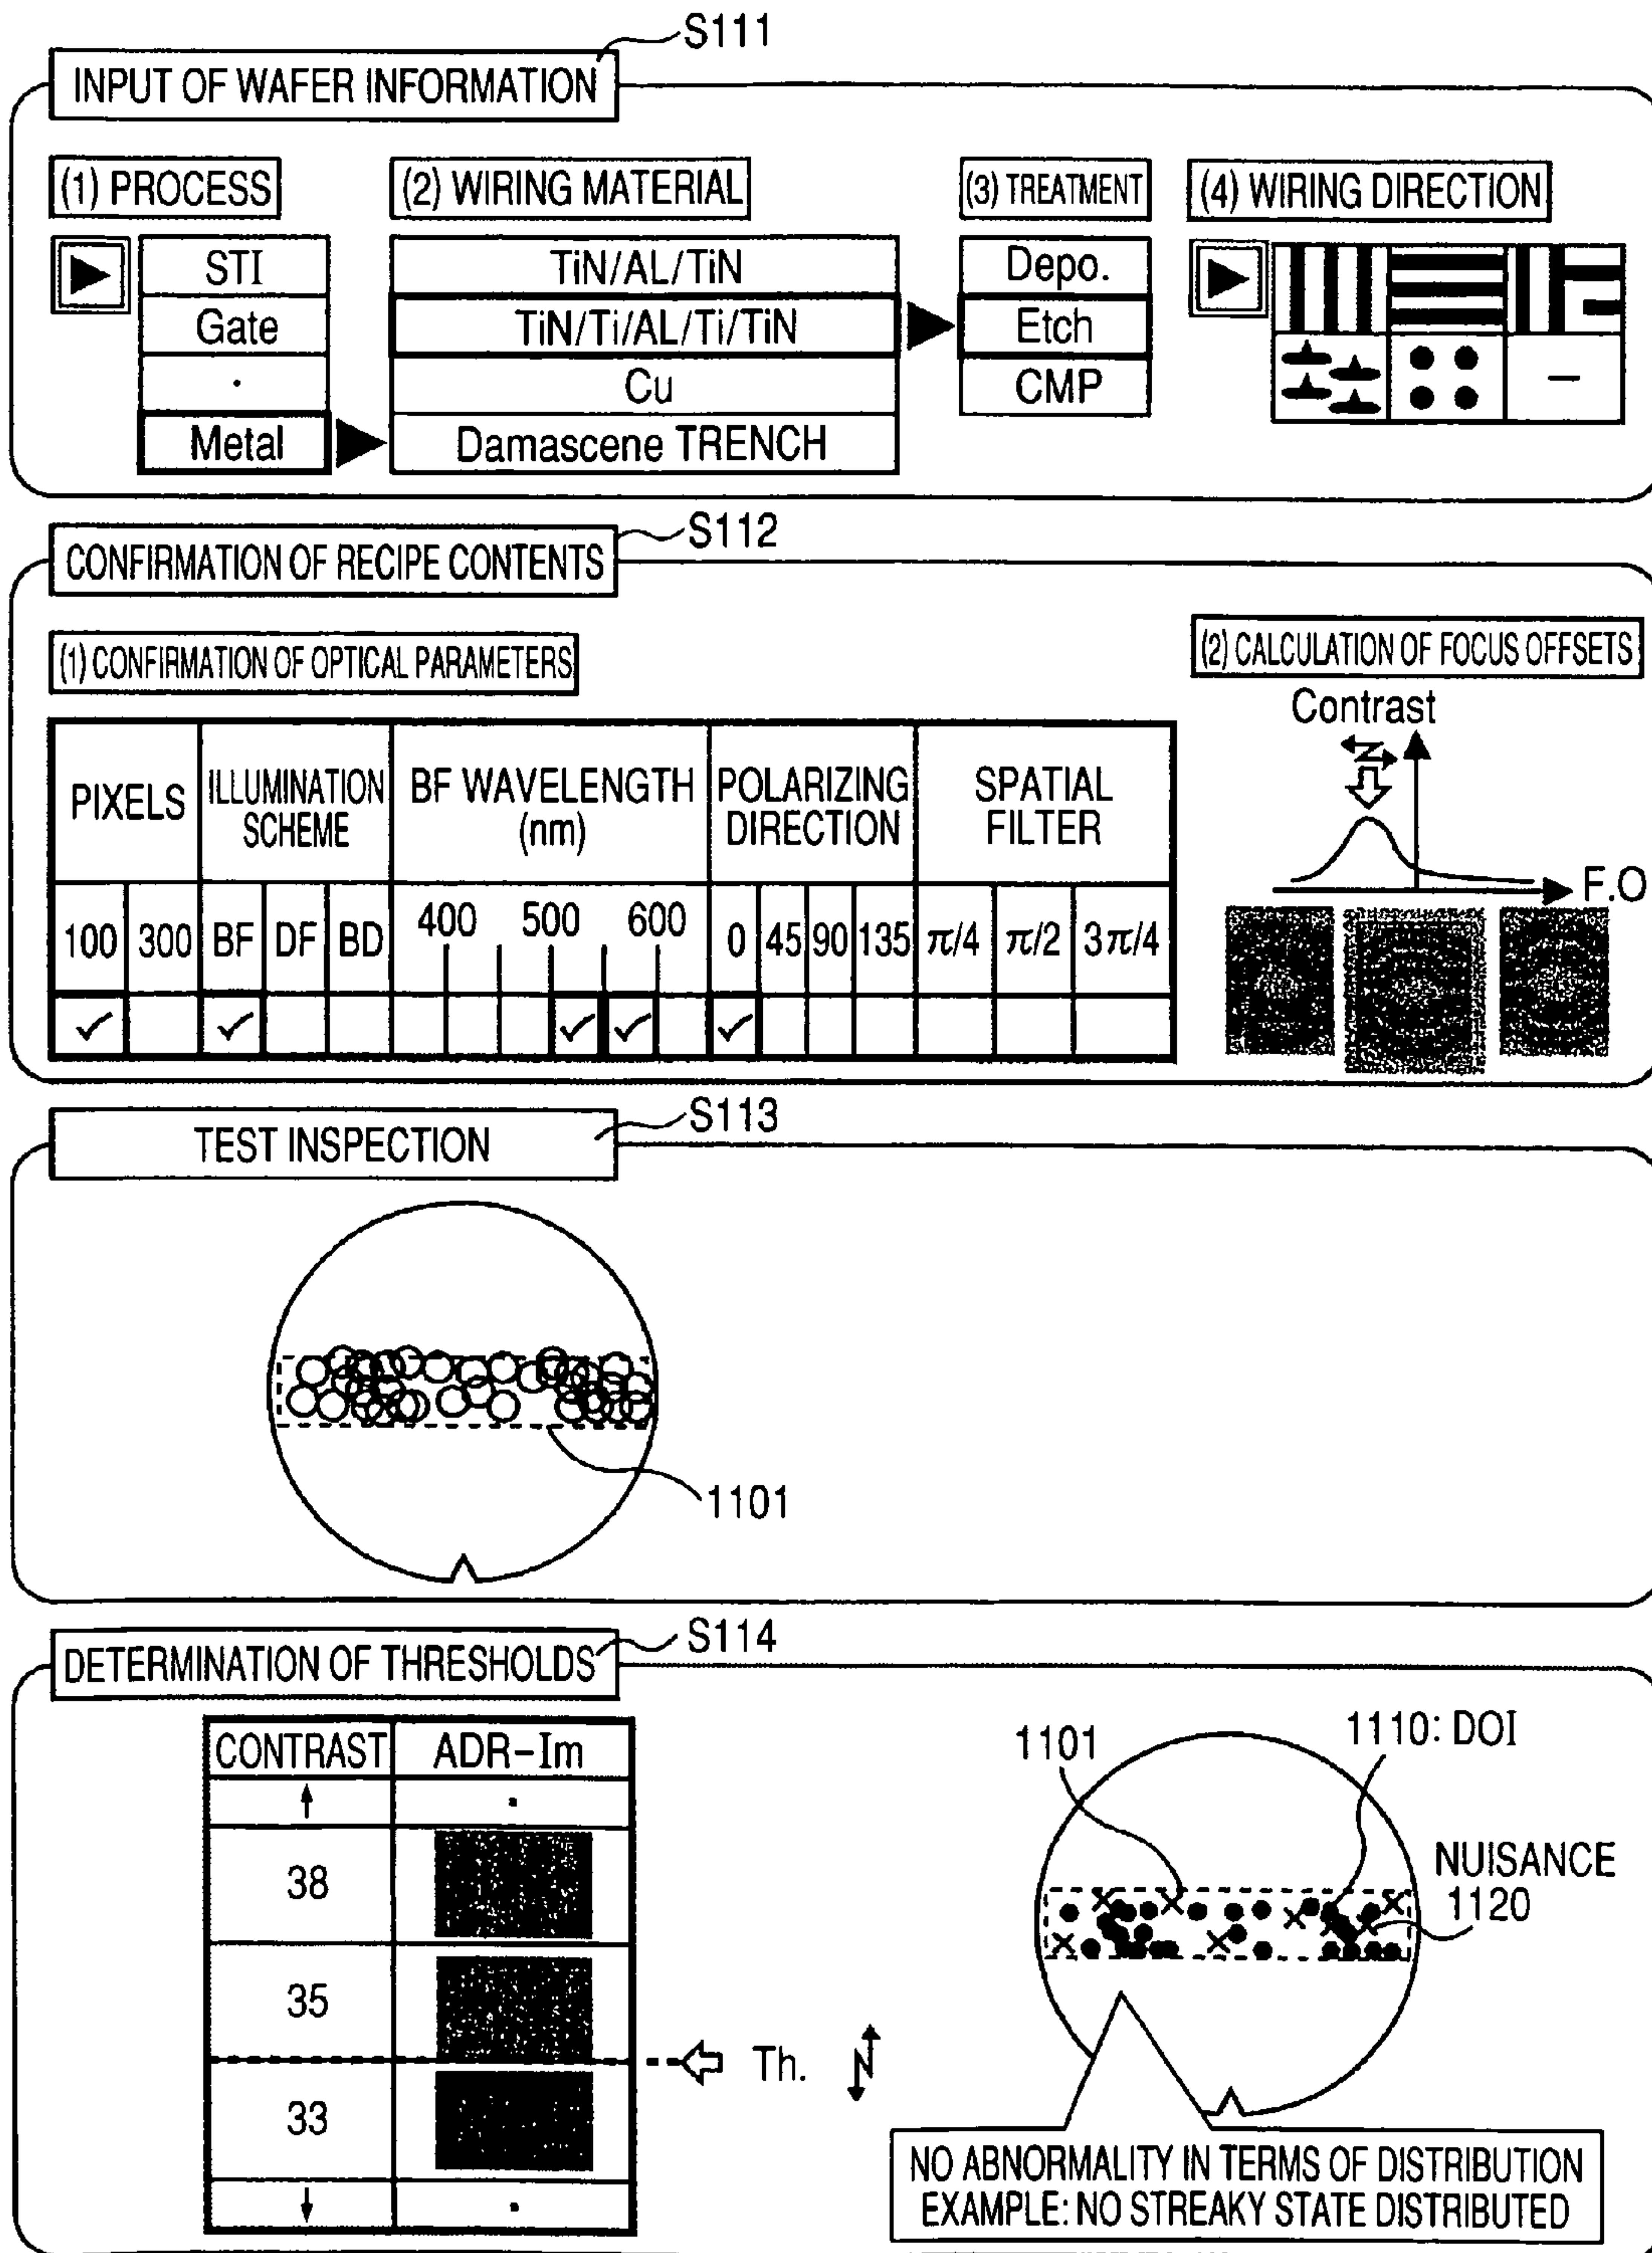 S111
INPUT OF WAFER INFORMATION
(1) PROCESS
(2) WIRING MATERIAL
(3) TREATMENT
(4) WIRING DIRECTION
STI
Gate
·
Metal
TiN/AL/TiN
TiN/Ti/AL/Ti/TiN
Cu
Damascene TRENCH
Depo.
Etch
CMP
S112
CONFIRMATION OF RECIPE CONTENTS
(1) CONFIRMATION OF OPTICAL PARAMETERS
PIXELS
ILLUMINATION
SCHEME
BF WAVELENGTH
(nm)
POLARIZING
DIRECTION
SPATIAL
FILTER
100 300 BF DF BD 400 500 600 0 45 90 135 π/4 π/2 3π/4
✓ ✓ ✓ ✓ ✓
(2) CALCULATION OF FOCUS OFFSETS
Contrast
F.O
S113
TEST INSPECTION
1101
S114
DETERMINATION OF THRESHOLDS
CONTRAST ADR-Im
↑ ·
38
35
33
↓ ·
Th.
1101
1110: DOI
NUISANCE
1120
NO ABNORMALITY IN TERMS OF DISTRIBUTION
EXAMPLE: NO STREAKY STATE DISTRIBUTED